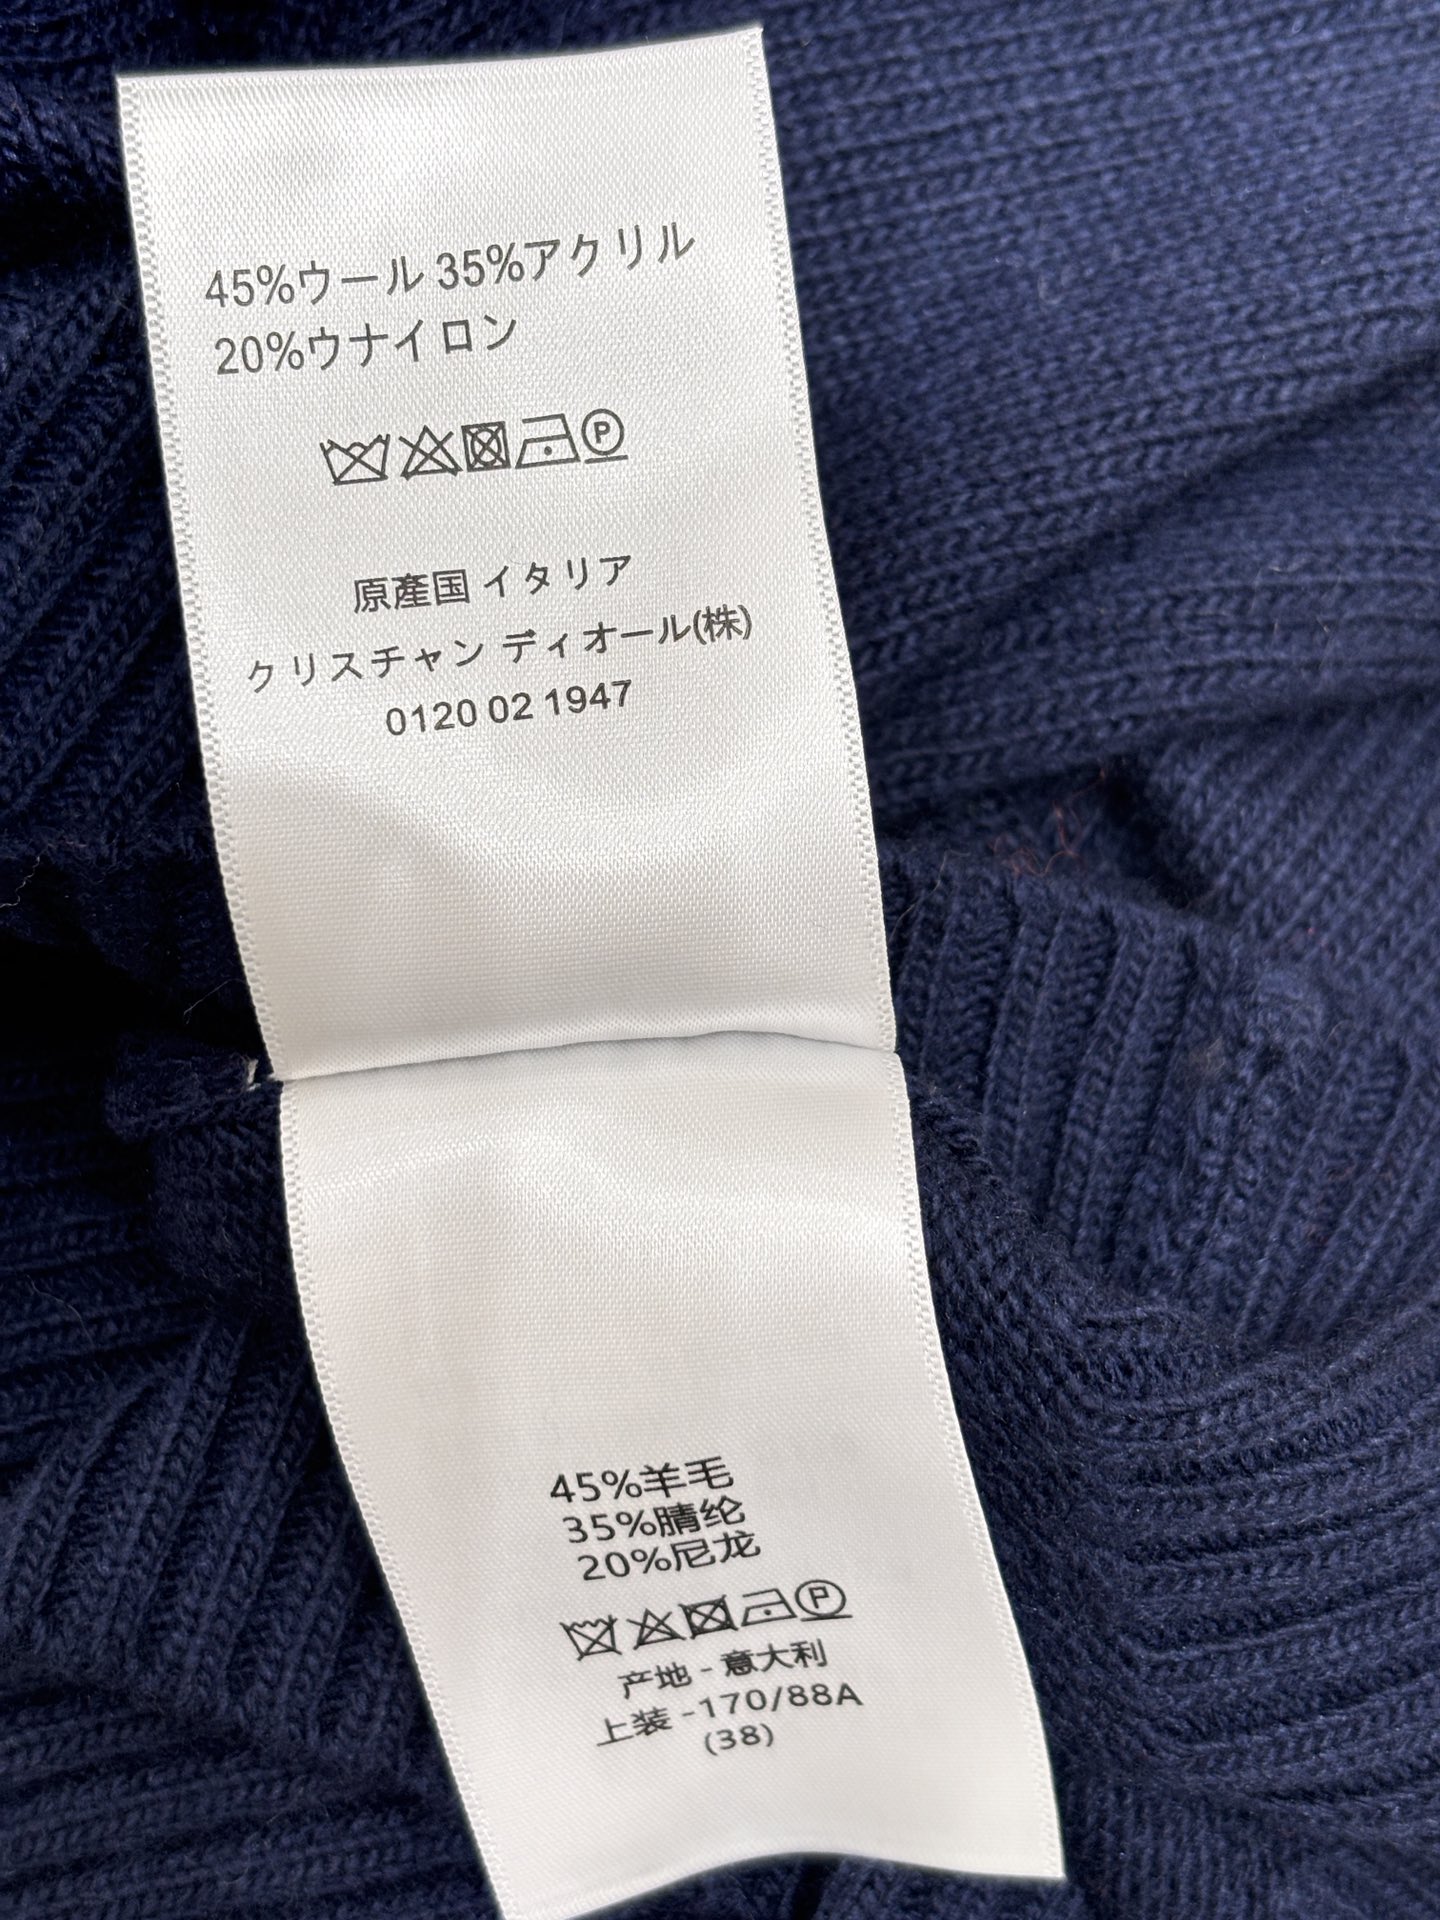 45%ウール 35%アクリル
20%ウナイロン
P
原產国 イタリア
クリスチャン ディオール(株)
0120 02 1947
45%羊毛
35%腈纶
20%尼龙
P
产地 - 意大利
上装 -170/88A
(38)